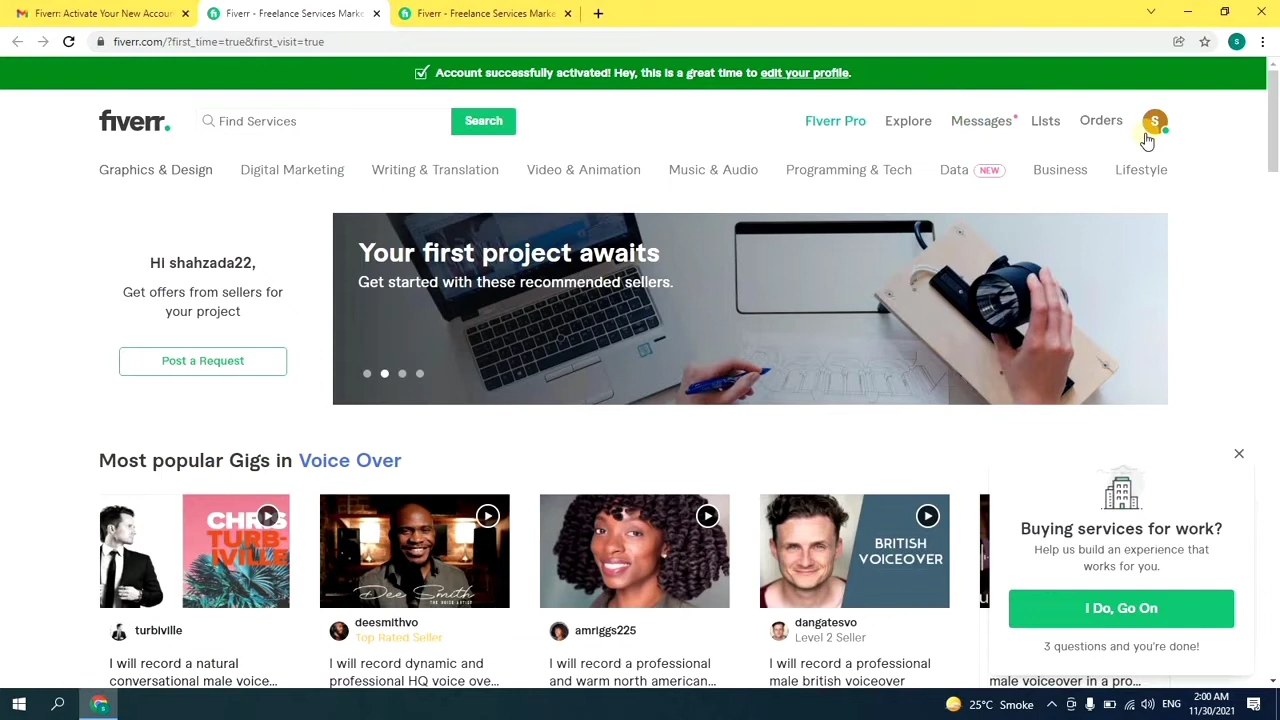 Fiverr: Activate Your New Accou
Fiverr - Freelance Services Mark
Fiverr - Freelance Services Marke
fiverr.com/?first_time=true&first_visit=true
S
Account successfully activated! Hey, this is a great time to edit your profile.
fiverr.
Find Services
Search
Fiverr Pro
Explore
Messages
Lists
Orders
S
Graphics & Design
Digital Marketing
Writing & Translation
Video & Animation
Music & Audio
Programming & Tech
Data NEW
Business
Lifestyle
Hi shahzada22,
Get offers from sellers for
your project
Post a Request
Your first project awaits
Get started with these recommended sellers.
Most popular Gigs in Voice Over
CHRIS
TURB-
IVILLE
Dee Smith
THE VOICE ARTIST
BRITISH
VOICEOVER
turbiville
deesmithvo
Top Rated Seller
amriggs225
dangatesvo
Level 2 Seller
I will record a natural
conversational male voice...
I will record dynamic and
professional HQ voice ove...
I will record a professional
and warm north american...
I will record a professional
male british voiceover
male voiceover in a pro...
Buying services for work?
Help us build an experience that
works for you.
I Do, Go On
3 questions and you're done!
25°C Smoke
ENG
2:00 AM
11/30/2021